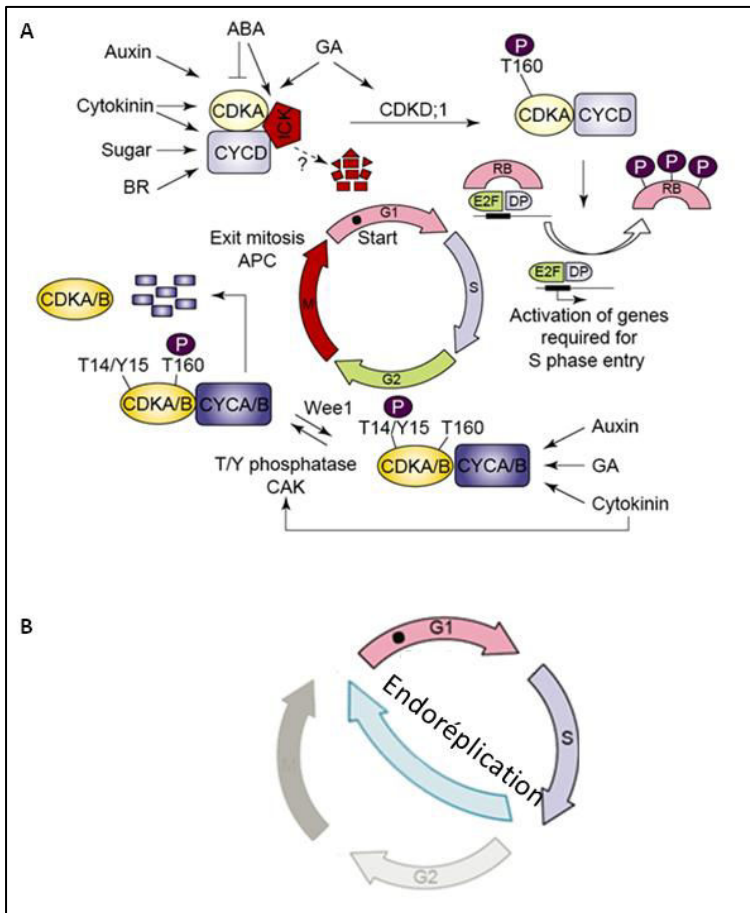 A
ABA
Auxin
GA
P
T160
Cytokinin
CDKA
ICK
CDKD;1
CDKA
CYCD
Sugar
CYCD
?
BR
RB
P
P
P
RB
E2F
DP
G1
Exit mitosis
APC
Start
S
E2F
DP
M
CDKA/B
Activation of genes
required for
S phase entry
P
T14/Y15
T160
G2
CDKA/B
CYCA/B
Wee1
P
T14/Y15
T160
Auxin
T/Y phosphatase
CAK
CDKA/B
CYCA/B
GA
Cytokinin
B
G1
Endoréplication
S
M
G2